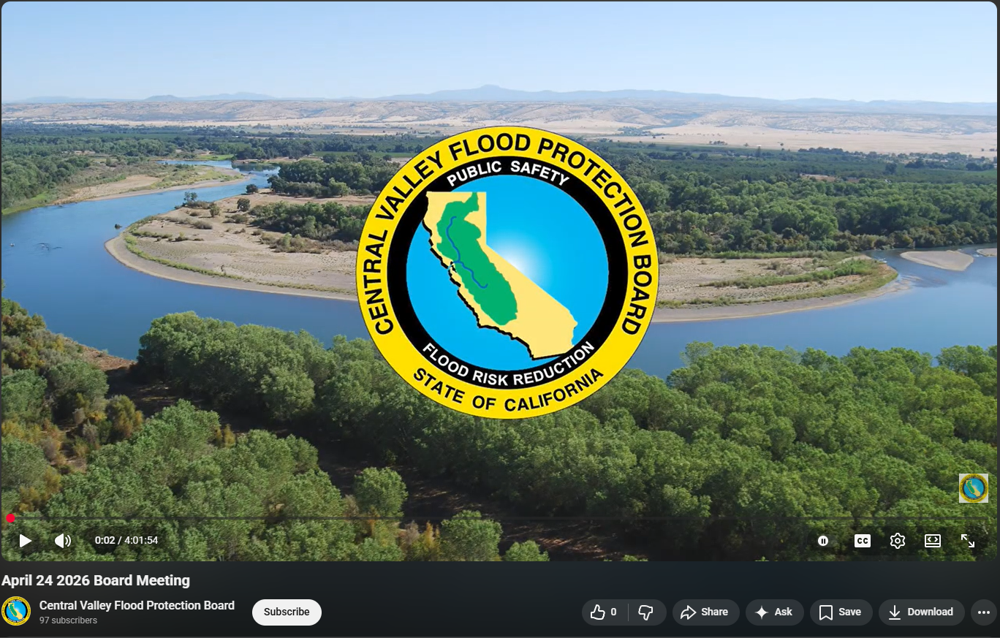 CENTRAL VALLEY FLOOD PROTECTION BOARD
PUBLIC SAFETY
FLOOD RISK REDUCTION
STATE OF CALIFORNIA
0:02 / 4:01:54
CC
April 24 2026 Board Meeting
Central Valley Flood Protection Board
97 subscribers
Subscribe
0
Share
Ask
Save
Download